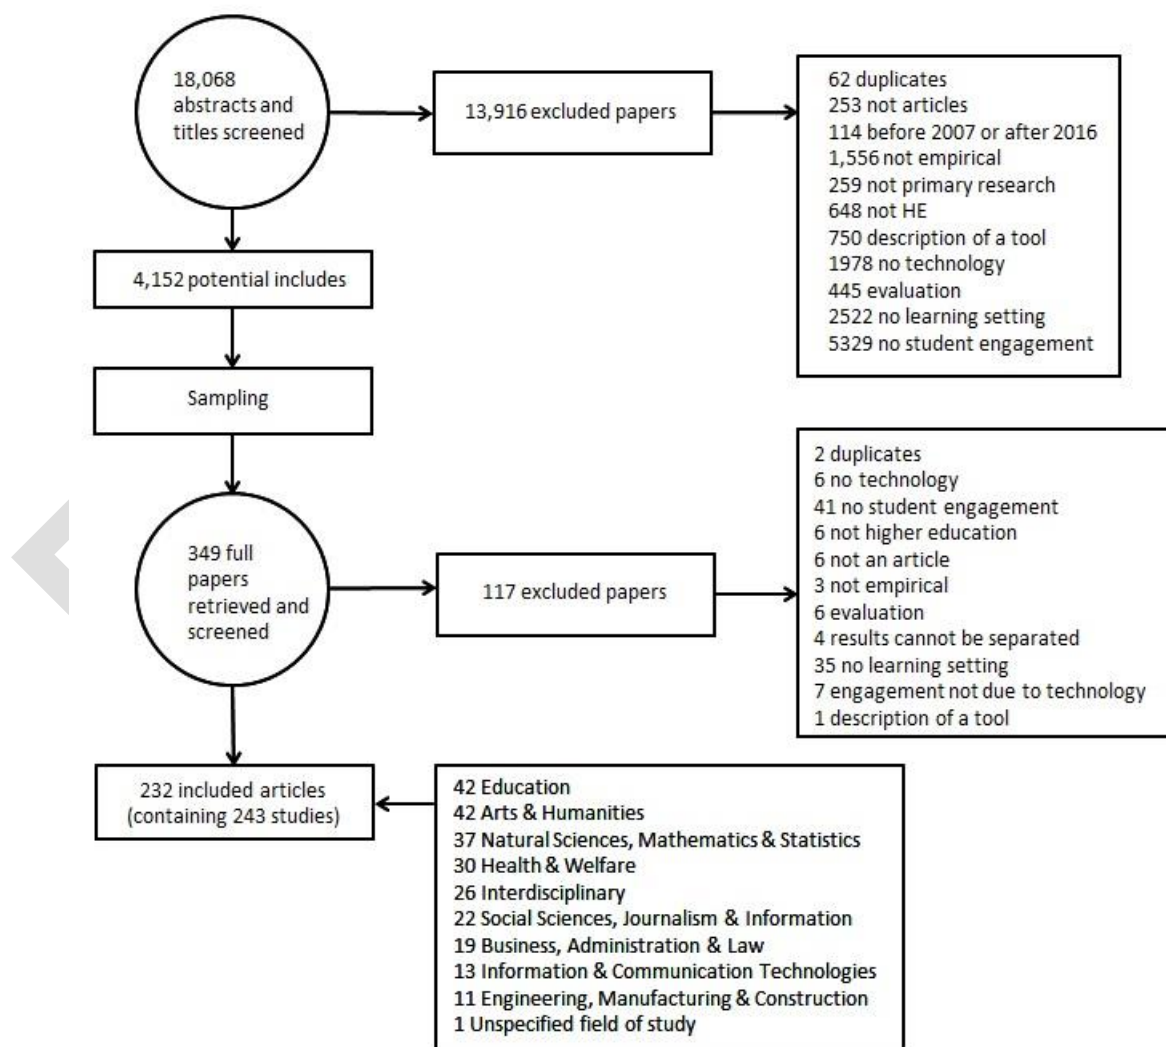 18,068
abstracts and
titles screened
13,916 excluded papers
62 duplicates
253 not articles
114 before 2007 or after 2016
1,556 not empirical
259 not primary research
648 not HE
750 description of a tool
1978 no technology
445 evaluation
2522 no learning setting
5329 no student engagement
4,152 potential includes
Sampling
349 full
papers
retrieved and
screened
117 excluded papers
2 duplicates
6 no technology
41 no student engagement
6 not higher education
6 not an article
3 not empirical
6 evaluation
4 results cannot be separated
35 no learning setting
7 engagement not due to technology
1 description of a tool
232 included articles
(containing 243 studies)
42 Education
42 Arts & Humanities
37 Natural Sciences, Mathematics & Statistics
30 Health & Welfare
26 Interdisciplinary
22 Social Sciences, Journalism & Information
19 Business, Administration & Law
13 Information & Communication Technologies
11 Engineering, Manufacturing & Construction
1 Unspecified field of study